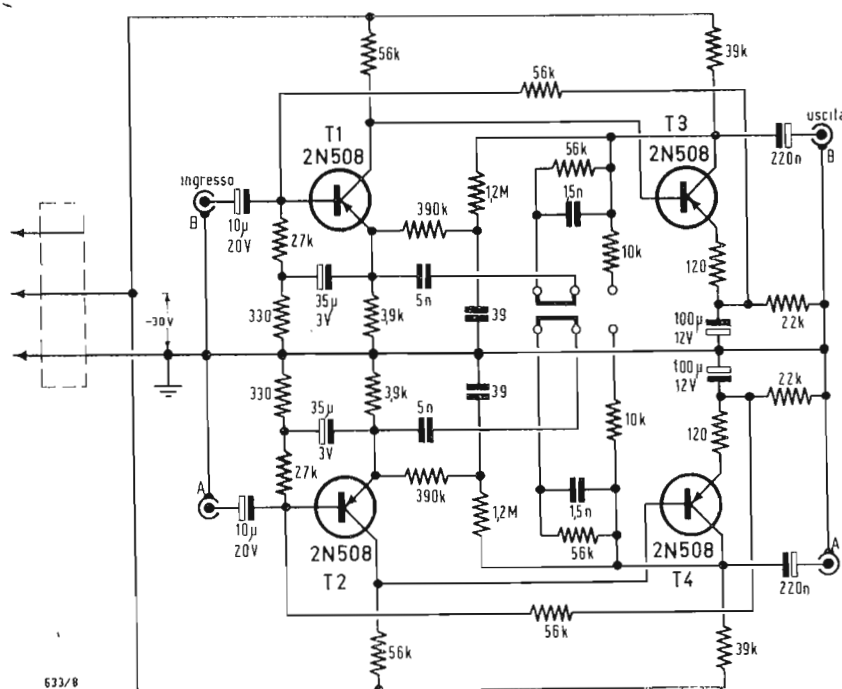 56k
39k
56k
uscita
T1
2N508
T3
2N508
56k
B
220n
ingresso
1,2M
1,5n
B
10µ
20V
390k
10k
27k
120
35µ
3V
5n
330
3,9k
39
-30V
100µ
12V
22k
330
3,9k
39
100µ
12V
22k
35µ
3V
5n
10k
120
27k
A
390k
1,2M
1,5n
A
10µ
20V
2N508
T2
56k
2N508
T4
220n
56k
56k
39k
633/8